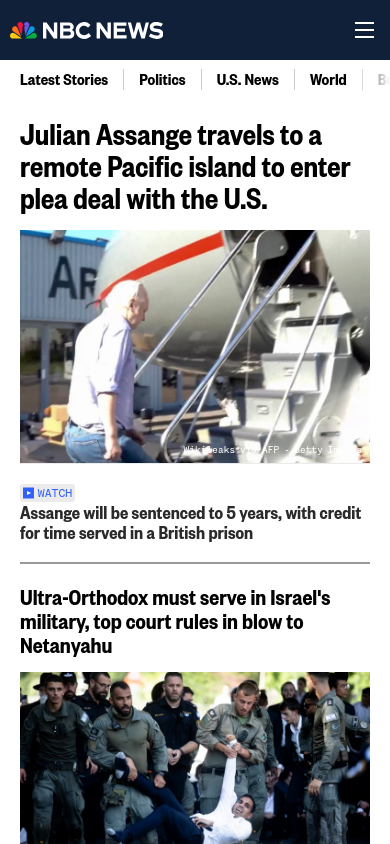 NBC NEWS
Latest Stories
Politics
U.S. News
World
Julian Assange travels to a
remote Pacific island to enter
plea deal with the U.S.
WATCH
Assange will be sentenced to 5 years, with credit
for time served in a British prison
Ultra-Orthodox must serve in Israel's
military, top court rules in blow to
Netanyahu